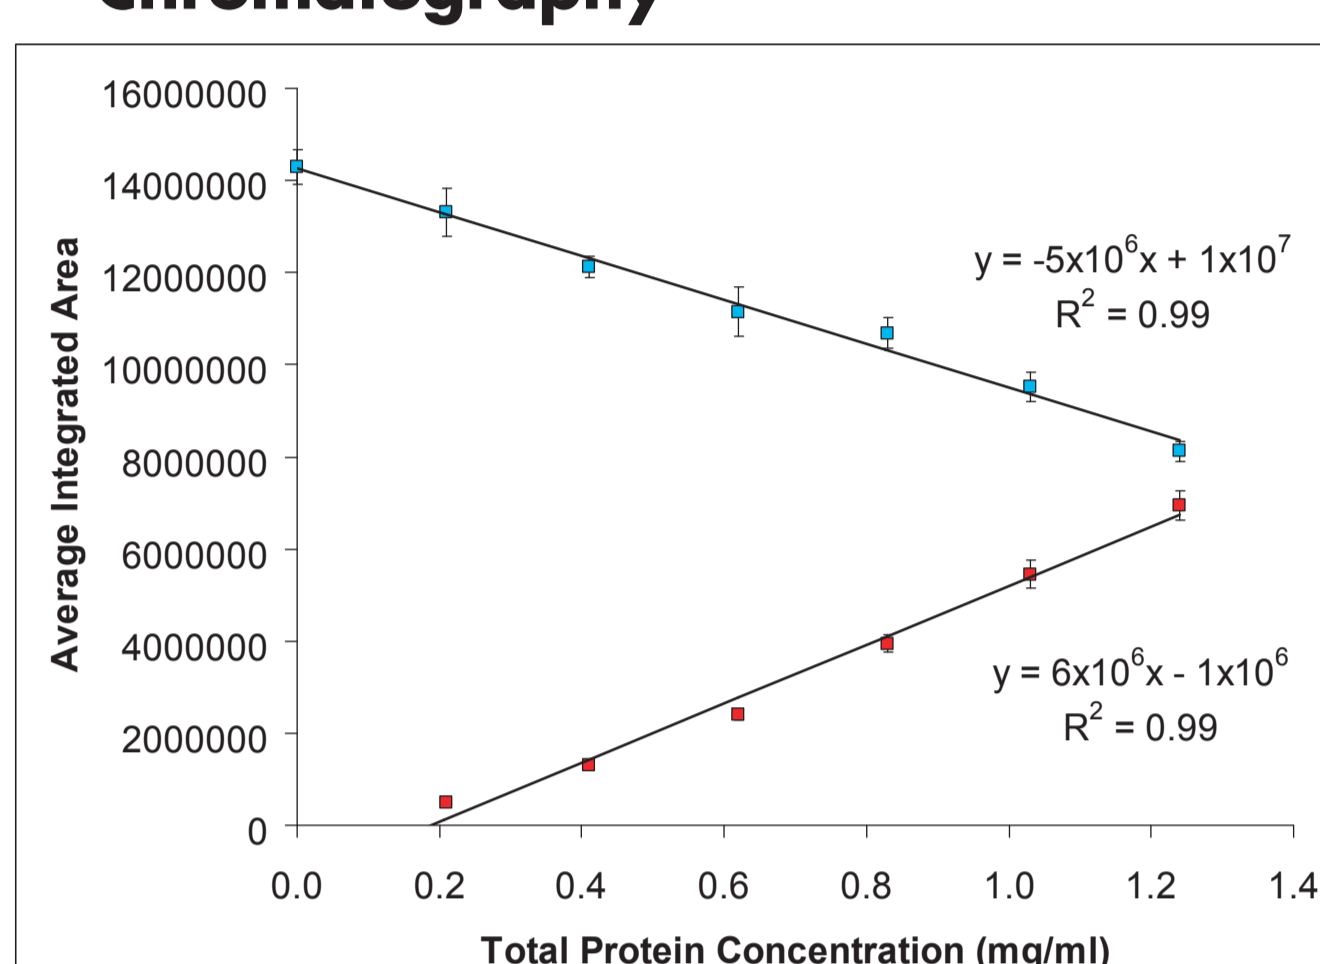 Chromatography
16000000
14000000
12000000
10000000
8000000
6000000
4000000
2000000
0
Average Integrated Area
y = -5x10⁶x + 1x10⁷
R² = 0.99
y = 6x10⁶x - 1x10⁶
R² = 0.99
0.0 0.2 0.4 0.6 0.8 1.0 1.2 1.4
Total Protein Concentration (mg/ml)